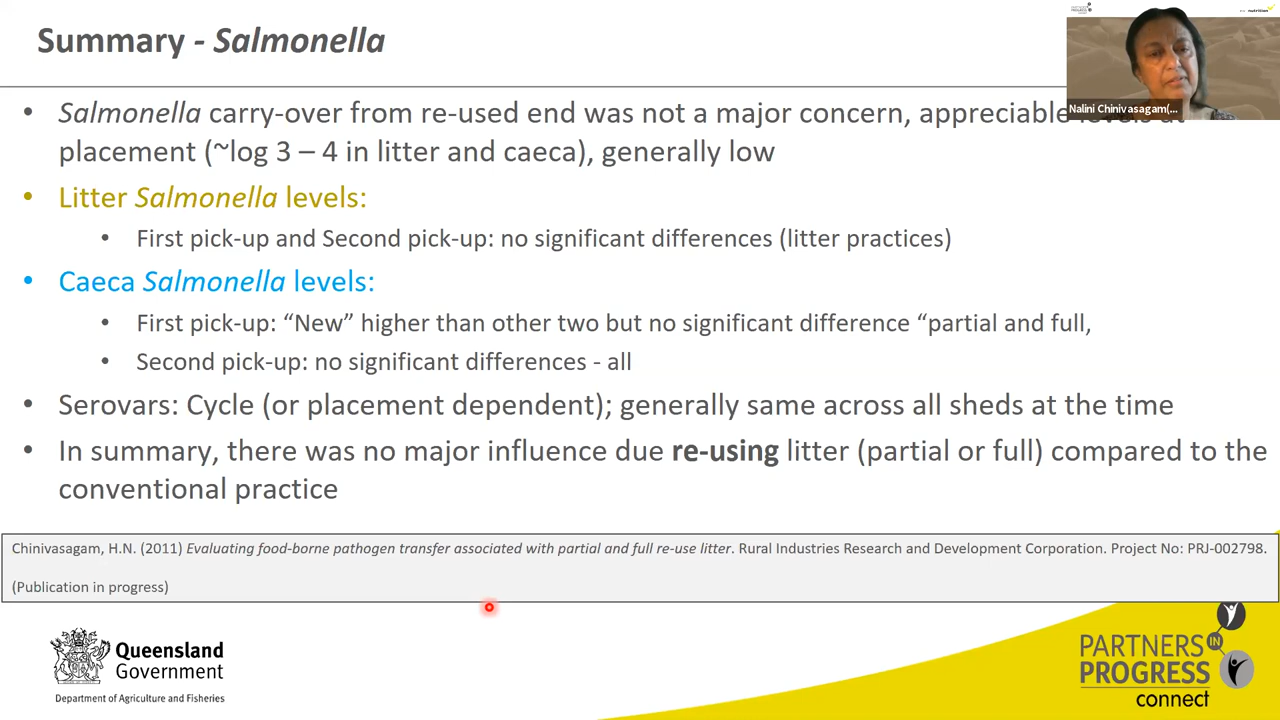 Summary - Salmonella
• Salmonella carry-over from re-used end was not a major concern, appreciable levels at
placement (~log 3 – 4 in litter and caeca), generally low
• Litter Salmonella levels:
• First pick-up and Second pick-up: no significant differences (litter practices)
• Caeca Salmonella levels:
• First pick-up: “New” higher than other two but no significant difference “partial and full,
• Second pick-up: no significant differences - all
• Serovars: Cycle (or placement dependent); generally same across all sheds at the time
• In summary, there was no major influence due re-using litter (partial or full) compared to the
conventional practice
Chinivasagam, H.N. (2011) Evaluating food-borne pathogen transfer associated with partial and full re-use litter. Rural Industries Research and Development Corporation. Project No: PRJ-002798.
(Publication in progress)
Nalini Chinivasagam(...
nutrition
Queensland
Government
Department of Agriculture and Fisheries
PARTNERS IN
PROGRESS
connect